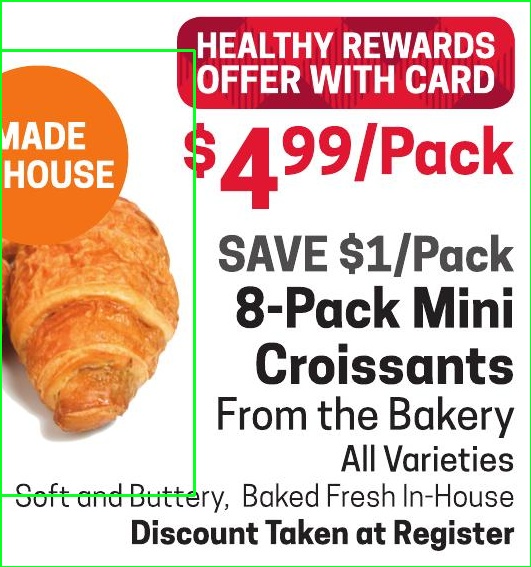 HEALTHY REWARDS
OFFER WITH CARD
MADE
HOUSE
$4.99/Pack
SAVE $1/Pack
8-Pack Mini
Croissants
From the Bakery
All Varieties
Soft and Buttery, Baked Fresh In-House
Discount Taken at Register